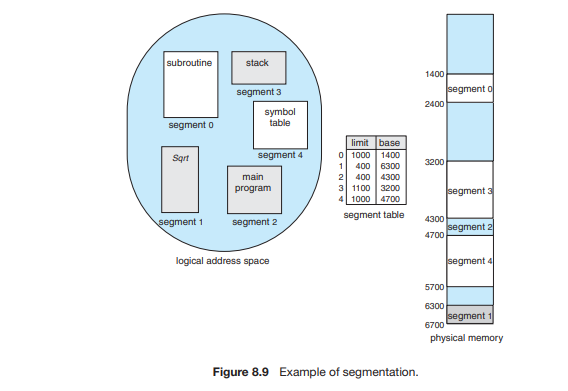 subroutine
segment 0
stack
segment 3
symbol
table
segment 4
Sqrt
segment 1
main
program
segment 2
logical address space
limit base
0 1000 1400
1 400 6300
2 400 4300
3 1100 3200
4 1000 4700
segment table
1400
segment 0
2400
3200
segment 3
4300
segment 2
4700
segment 4
5700
6300
segment 1
6700
physical memory
Figure 8.9 Example of segmentation.